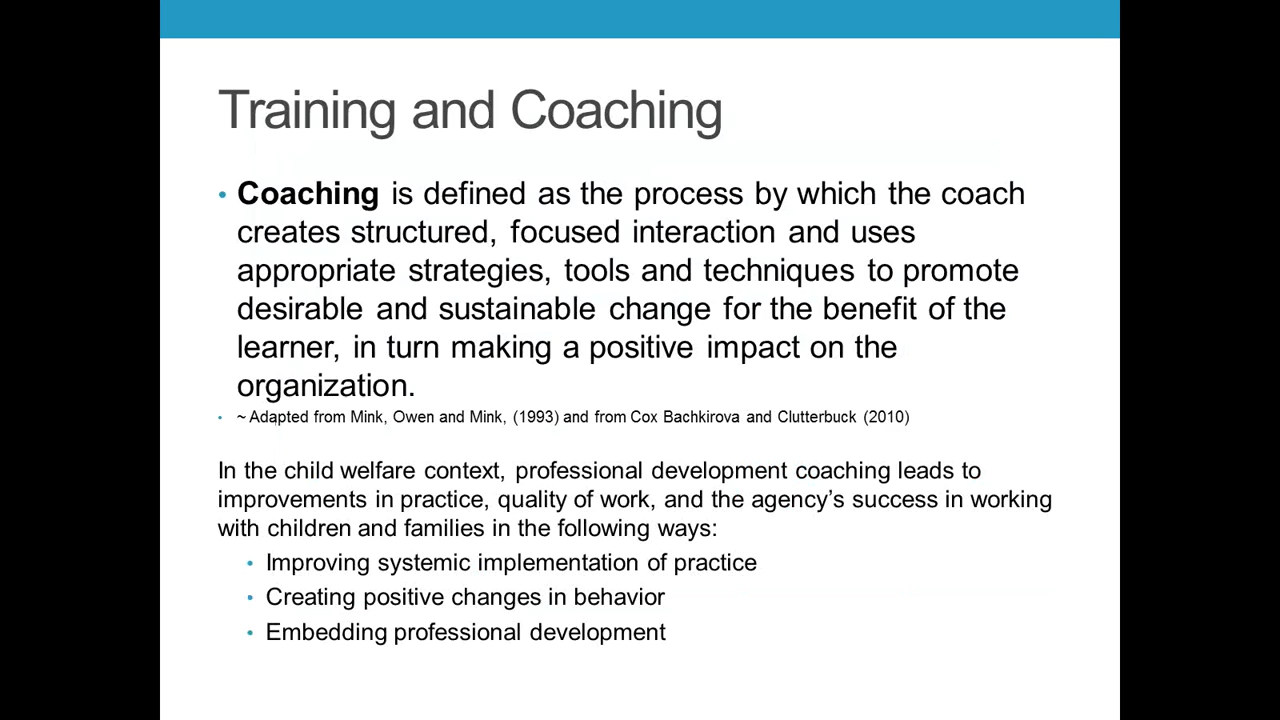 Training and Coaching
• Coaching is defined as the process by which the coach
creates structured, focused interaction and uses
appropriate strategies, tools and techniques to promote
desirable and sustainable change for the benefit of the
learner, in turn making a positive impact on the
organization.
• ~ Adapted from Mink, Owen and Mink, (1993) and from Cox Bachkirova and Clutterbuck (2010)
In the child welfare context, professional development coaching leads to
improvements in practice, quality of work, and the agency’s success in working
with children and families in the following ways:
• Improving systemic implementation of practice
• Creating positive changes in behavior
• Embedding professional development